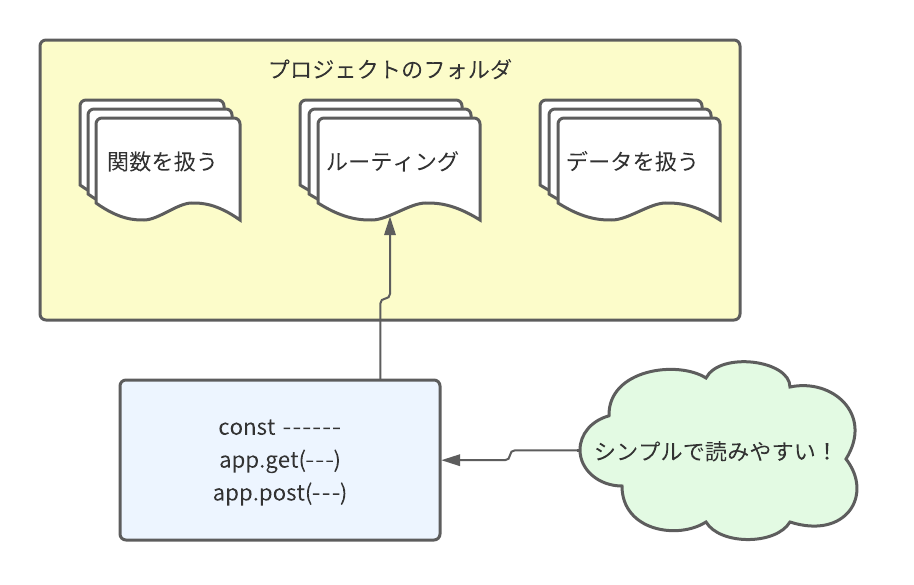 プロジェクトのフォルダ
関数を扱う
ルーティング
データを扱う
const ------
app.get(---)
app.post(---)
シンプルで読みやすい！